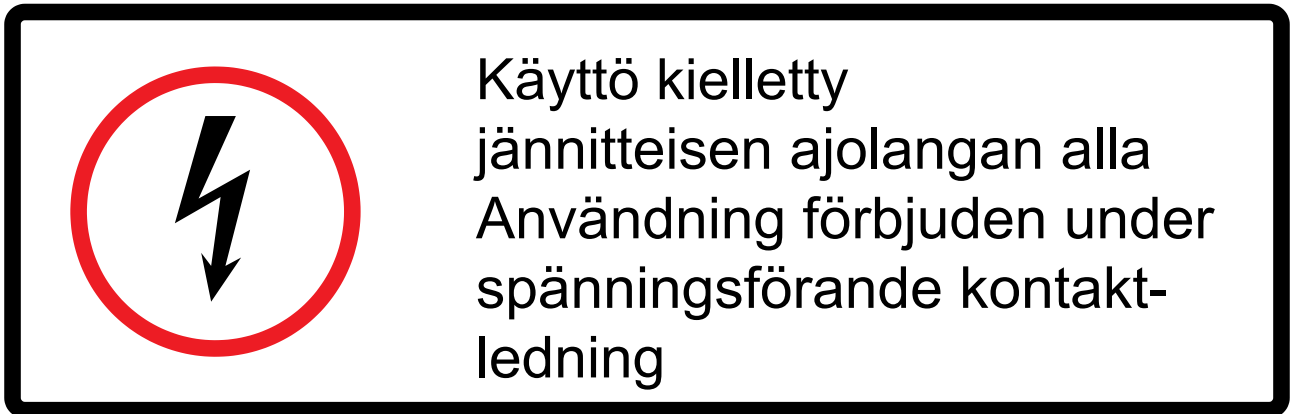 Käyttö kielletty
jännitteisen ajolangan alla
Användning förbjuden under
spänningsförande kontakt-
ledning